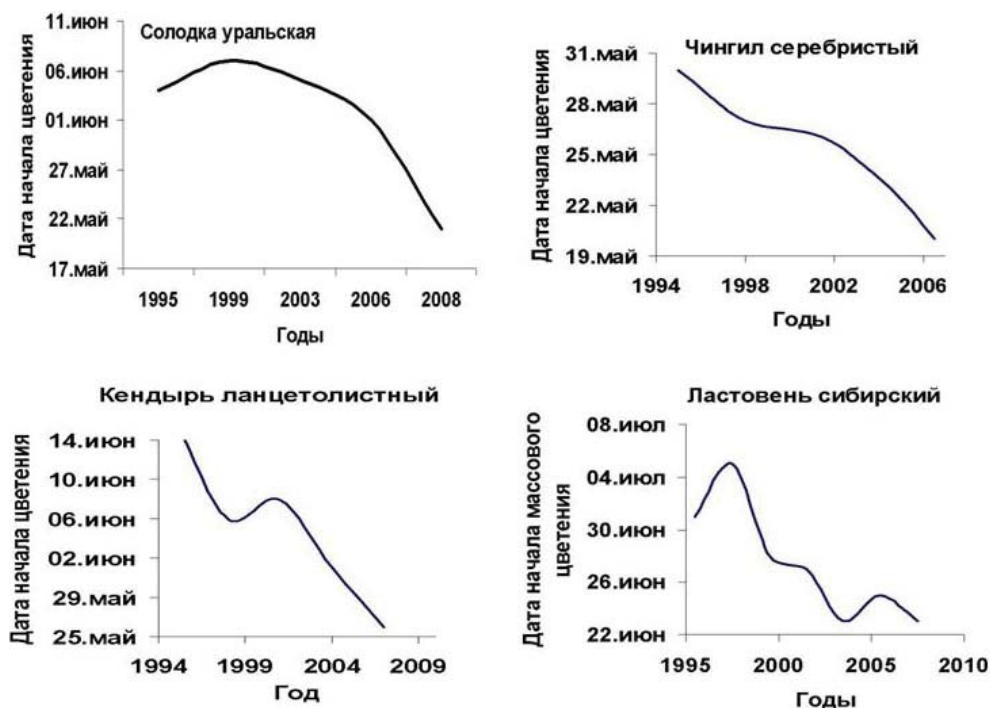 Солодка уральская
Дата начала цветения
11.июн
06.июн
01.июн
27.май
22.май
17.май
1995 1999 2003 2006 2008
Годы
Чингил серебристый
Дата начала цветения
31.май
28.май
25.май
22.май
19.май
1994 1998 2002 2006
Годы
Кендырь ланцетолистный
Дата начала цветения
14.июн
10.июн
06.июн
02.июн
29.май
25.май
1994 1999 2004 2009
Год
Ластовень сибирский
Дата начала массового
цветения
08.июл
04.июл
30.июн
26.июн
22.июн
1995 2000 2005 2010
Годы